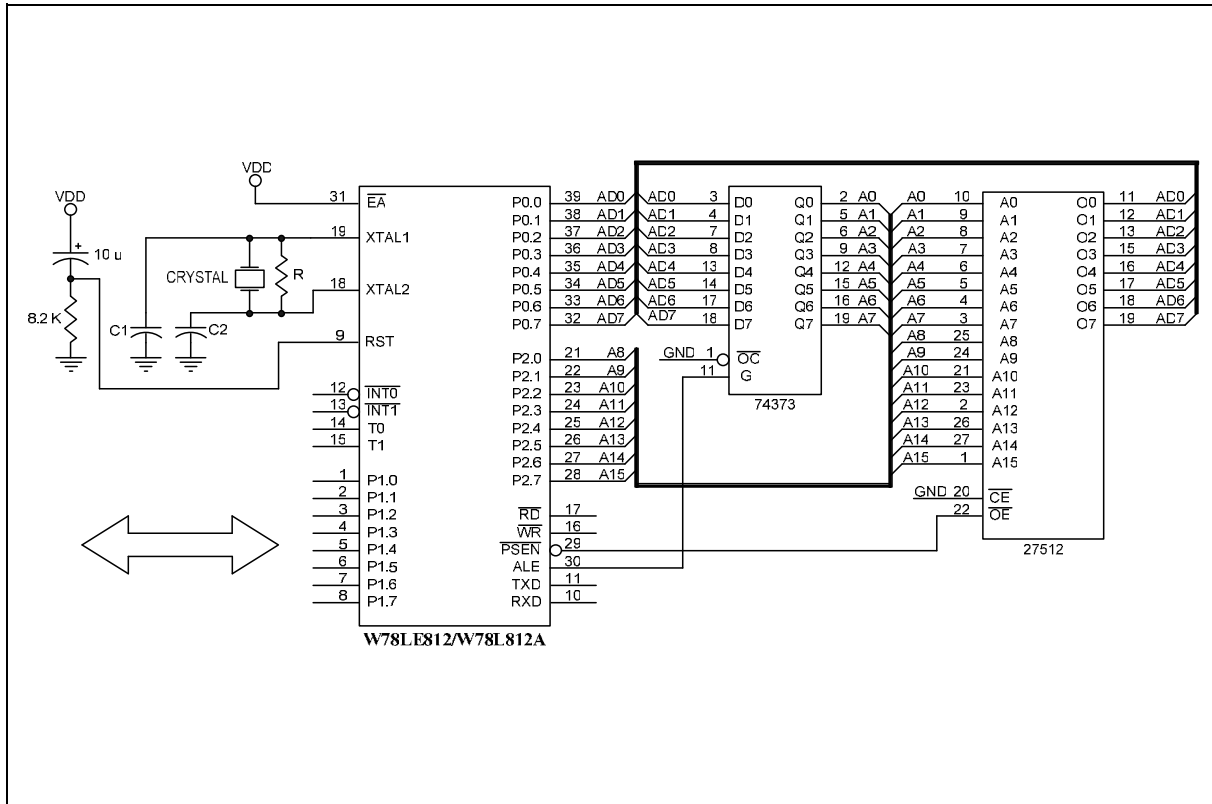 VDD
VDD
10 u
8.2 K
C1
C2
CRYSTAL
R
31 EA
19 XTAL1
18 XTAL2
9 RST
12 INT0
13 INT1
14 T0
15 T1
1 P1.0
2 P1.1
3 P1.2
4 P1.3
5 P1.4
6 P1.5
7 P1.6
8 P1.7
P0.0 39 AD0
P0.1 38 AD1
P0.2 37 AD2
P0.3 36 AD3
P0.4 35 AD4
P0.5 34 AD5
P0.6 33 AD6
P0.7 32 AD7
P2.0 21 A8
P2.1 22 A9
P2.2 23 A10
P2.3 24 A11
P2.4 25 A12
P2.5 26 A13
P2.6 27 A14
P2.7 28 A15
RD 17
WR 16
PSEN 29
ALE 30
TXD 11
RXD 10
W78LE812/W78L812A
AD0 3 D0 Q0 2 A0
AD1 4 D1 Q1 5 A1
AD2 7 D2 Q2 6 A2
AD3 8 D3 Q3 9 A3
AD4 13 D4 Q4 12 A4
AD5 14 D5 Q5 15 A5
AD6 17 D6 Q6 16 A6
AD7 18 D7 Q7 19 A7
GND 1 OC
11 G
74373
A0 10 A0 O0 11 AD0
A1 9 A1 O1 12 AD1
A2 8 A2 O2 13 AD2
A3 7 A3 O3 15 AD3
A4 6 A4 O4 16 AD4
A5 5 A5 O5 17 AD5
A6 4 A6 O6 18 AD6
A7 3 A7 O7 19 AD7
A8 25 A8
A9 24 A9
A10 21 A10
A11 23 A11
A12 2 A12
A13 26 A13
A14 27 A14
A15 1 A15
GND 20 CE
22 OE
27512